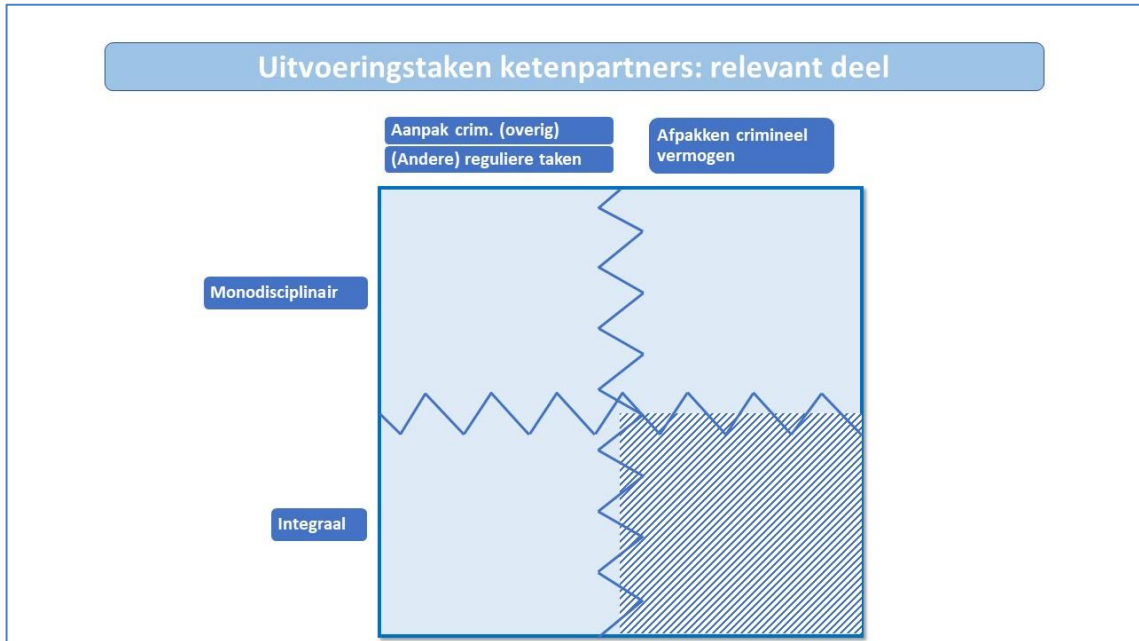 Uitvoeringstaken ketenpartners: relevant deel
Aanpak crim. (overig)
(Andere) reguliere taken
Afpakken crimineel
vermogen
Monodisciplinair
Integraal